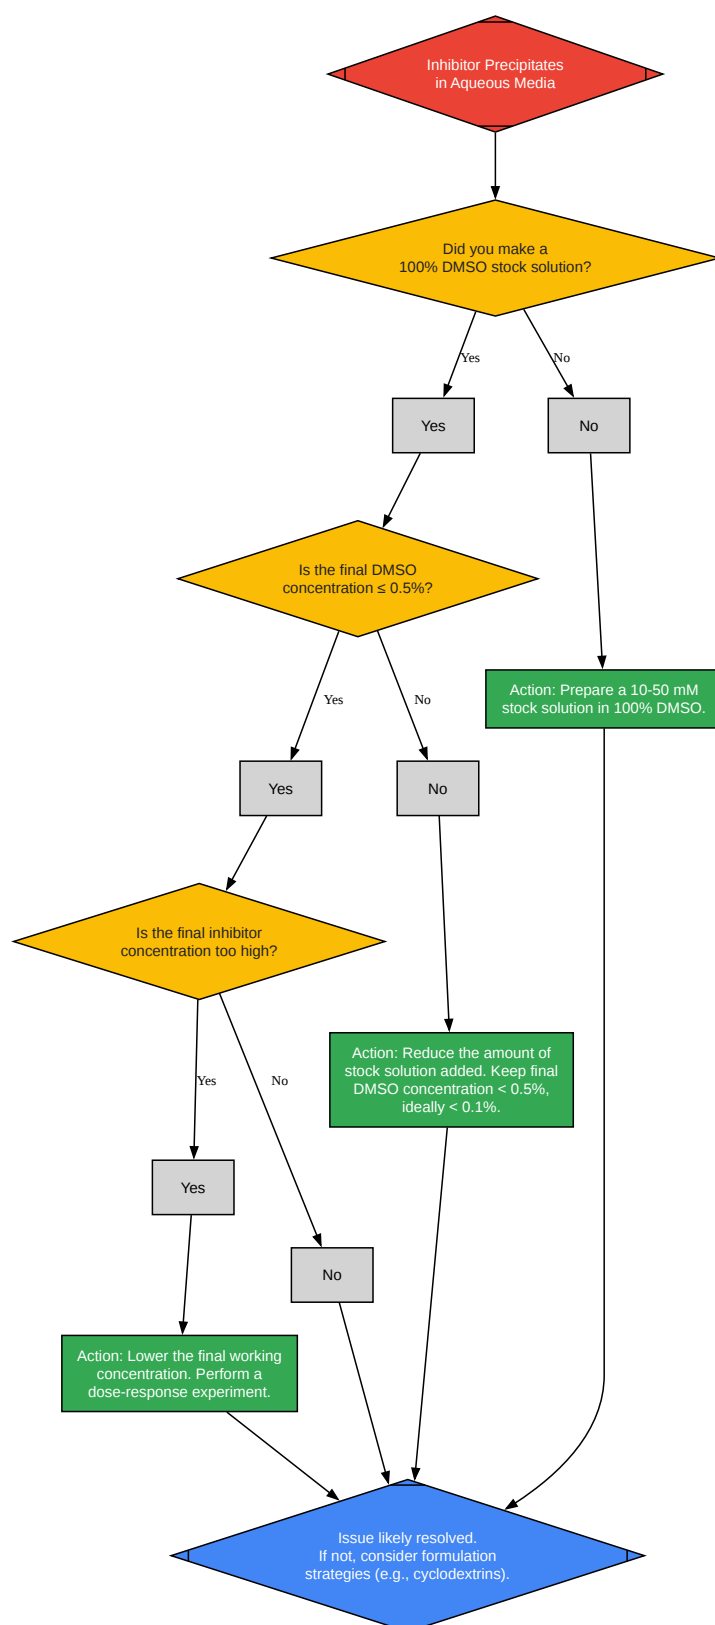 Inhibitor Precipitates
in Aqueous Media
Did you make a
100% DMSO stock solution?
Yes
No
Yes
No
Is the final DMSO
concentration ≤ 0.5%?
Action: Prepare a 10-50 mM
stock solution in 100% DMSO.
Yes
No
Yes
No
Is the final inhibitor
concentration too high?
Action: Reduce the amount of
stock solution added. Keep final
DMSO concentration < 0.5%,
ideally < 0.1%.
Yes
No
Yes
No
Action: Lower the final working
concentration. Perform a
dose-response experiment.
Issue likely resolved.
If not, consider formulation
strategies (e.g., cyclodextrins).